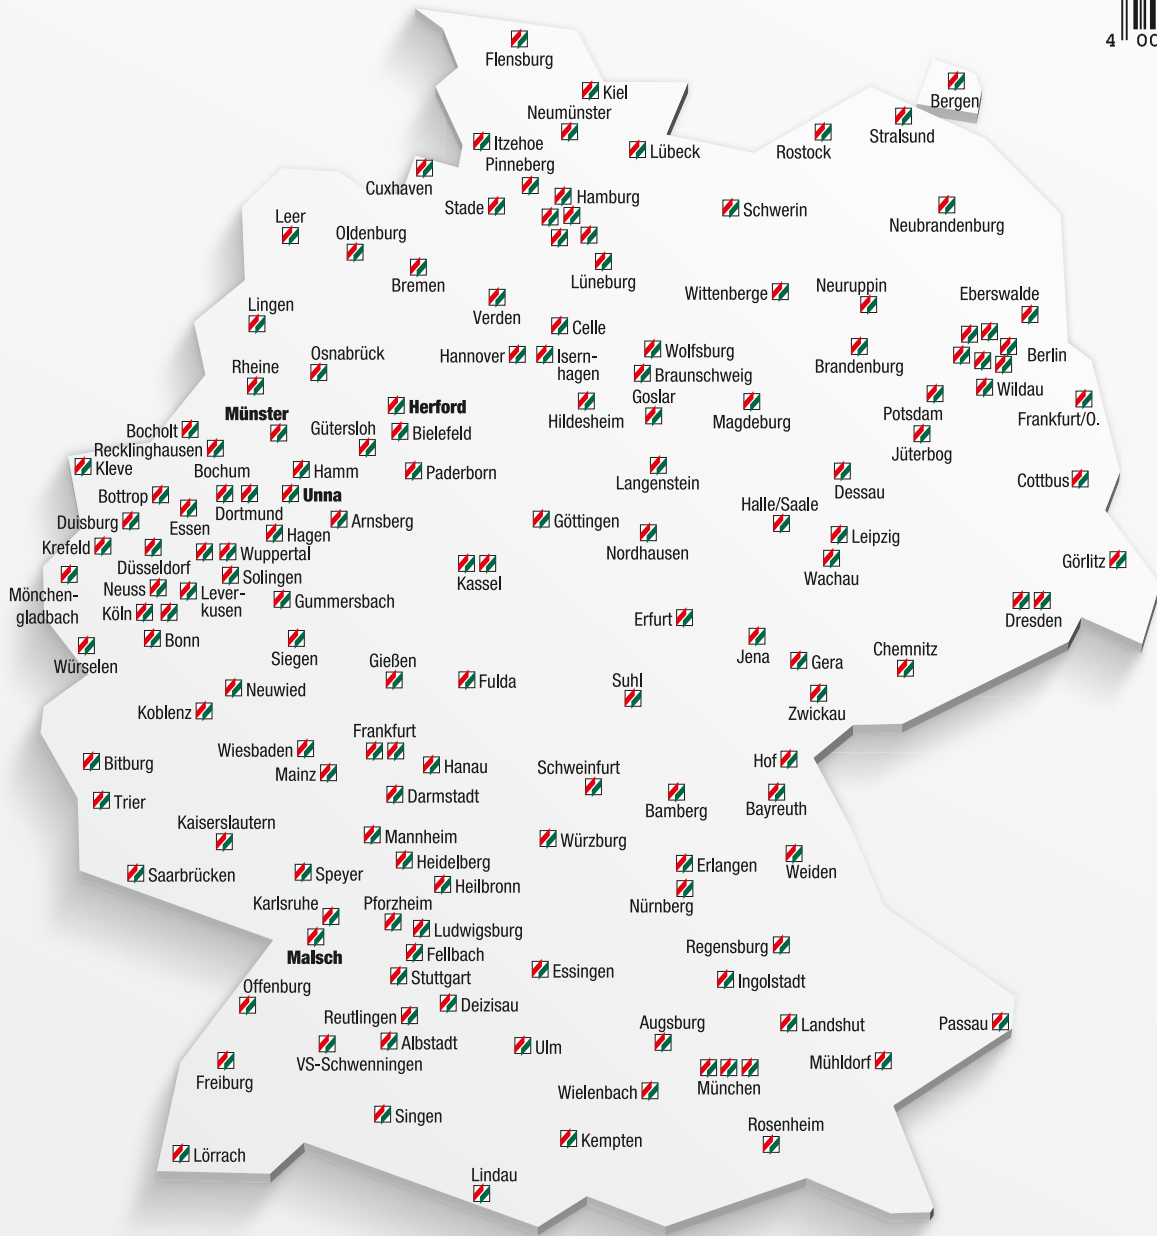 4 00
Flensburg
Kiel
Bergen
Neumünster
Stralsund
Itzehoe
Lübeck
Rostock
Pinneberg
Cuxhaven
Hamburg
Stade
Schwerin
Leer
Neubrandenburg
Oldenburg
Bremen
Lüneburg
Wittenberge
Neuruppin
Eberswalde
Lingen
Verden
Celle
Osnabrück
Hannover
Isern-
hagen
Wolfsburg
Brandenburg
Berlin
Rheine
Braunschweig
Wildau
Goslar
Münster
Herford
Hildesheim
Magdeburg
Potsdam
Frankfurt/O.
Bocholt
Gütersloh
Bielefeld
Jüterbog
Recklinghausen
Kleve
Bochum
Hamm
Paderborn
Langenstein
Dessau
Cottbus
Bottrop
Unna
Halle/Saale
Duisburg
Essen
Dortmund
Arnsberg
Göttingen
Hagen
Nordhausen
Leipzig
Krefeld
Wuppertal
Düsseldorf
Kassel
Wachau
Görlitz
Solingen
Mönchen-
gladbach
Neuss
Lever-
kusen
Gummersbach
Köln
Erfurt
Dresden
Bonn
Siegen
Jena
Gera
Chemnitz
Würselen
Gießen
Fulda
Suhl
Neuwied
Koblenz
Zwickau
Frankfurt
Wiesbaden
Bitburg
Mainz
Hanau
Schweinfurt
Hof
Trier
Darmstadt
Bamberg
Bayreuth
Kaiserslautern
Mannheim
Würzburg
Heidelberg
Erlangen
Weiden
Saarbrücken
Speyer
Heilbronn
Nürnberg
Karlsruhe
Pforzheim
Ludwigsburg
Regensburg
Malsch
Fellbach
Essingen
Stuttgart
Ingolstadt
Offenburg
Deizisau
Reutlingen
Augsburg
Landshut
Passau
Albstadt
Ulm
VS-Schwenningen
Mühldorf
Freiburg
München
Wielenbach
Singen
Rosenheim
Kempten
Lörrach
Lindau